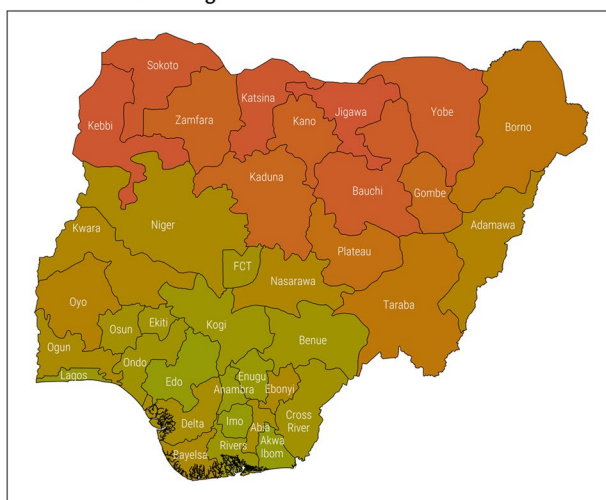 Sokoto
Katsina
Jigawa
Yobe
Kebbi
Zamfara
Kano
Borno
Kaduna
Bauchi
Gombe
Niger
Adamawa
Kwara
Plateau
FCT
Nasarawa
Taraba
Oyo
Osun
Ekiti
Kogi
Benue
Ogun
Ondo
Lagos
Edo
Enugu
Anambra
Ebonyi
Delta
Imo
Abia
Cross
River
Rivers
Akwa
Ibom
Bayelsa